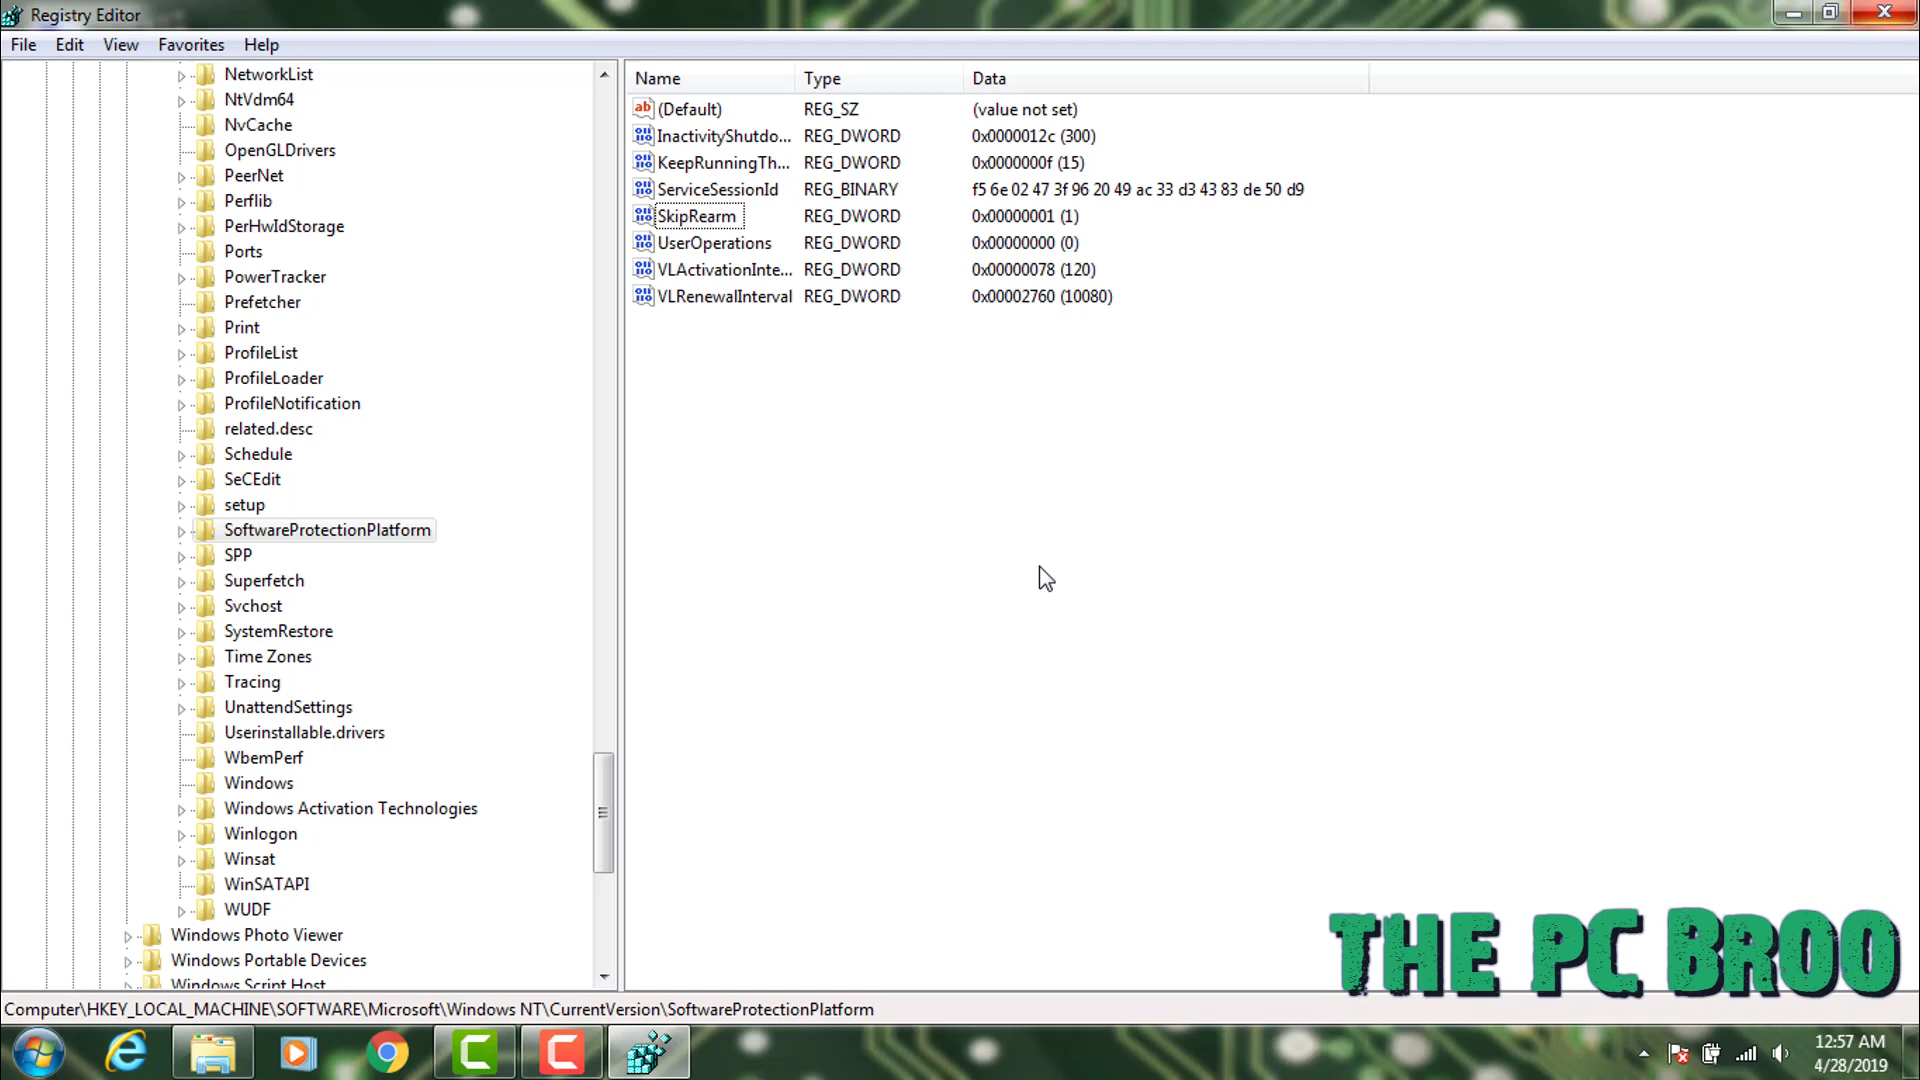 Registry Editor
File Edit View Favorites Help
NetworkList
NtVdm64
NvCache
OpenGLDrivers
PeerNet
Perflib
PerHwIdStorage
Ports
PowerTracker
Prefetcher
Print
ProfileList
ProfileLoader
ProfileNotification
related.desc
Schedule
SeCEdit
setup
SoftwareProtectionPlatform
SPP
Superfetch
Svchost
SystemRestore
Time Zones
Tracing
UnattendSettings
Userinstallable.drivers
WbemPerf
Windows
Windows Activation Technologies
Winlogon
Winsat
WinSATAPI
WUDF
Windows Photo Viewer
Windows Portable Devices
Windows Script Host
Name Type Data
(Default) REG_SZ (value not set)
InactivityShutdo... REG_DWORD 0x0000012c (300)
KeepRunningTh... REG_DWORD 0x0000000f (15)
ServiceSessionId REG_BINARY f5 6e 02 47 3f 96 20 49 ac 33 d3 43 83 de 50 d9
SkipRearm REG_DWORD 0x00000001 (1)
UserOperations REG_DWORD 0x00000000 (0)
VLActivationInte... REG_DWORD 0x00000078 (120)
VLRenewalInterval REG_DWORD 0x00002760 (10080)
THE PC BROO
Computer\HKEY_LOCAL_MACHINE\SOFTWARE\Microsoft\Windows NT\CurrentVersion\SoftwareProtectionPlatform
12:57 AM
4/28/2019